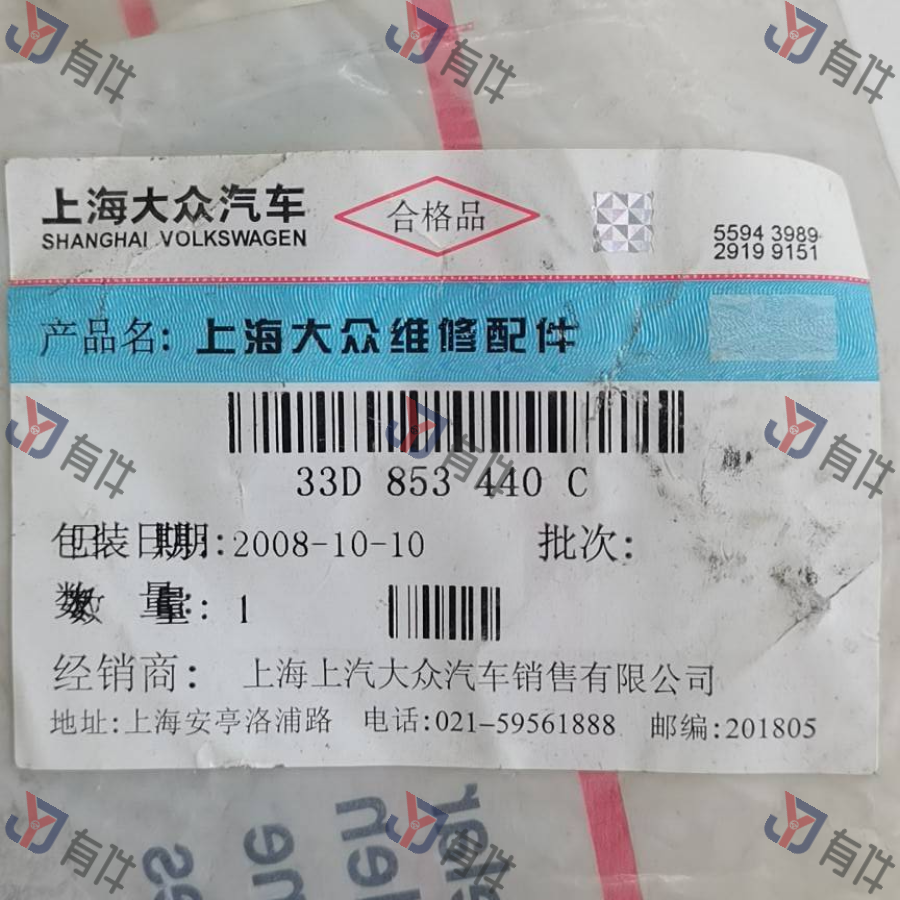 有件 有件 有件
上海大众汽车
SHANGHAI VOLKSWAGEN
合格品
5594 3989
2919 9151
产品名: 上海大众维修配件
33D 853 440 C
有件 有件 有件
包装日期: 2008-10-10 批次:
数 量: 1
经销商: 上海上汽大众汽车销售有限公司
地址:上海安亭洛浦路 电话:021-59561888 邮编:201805
有件 有件 有件